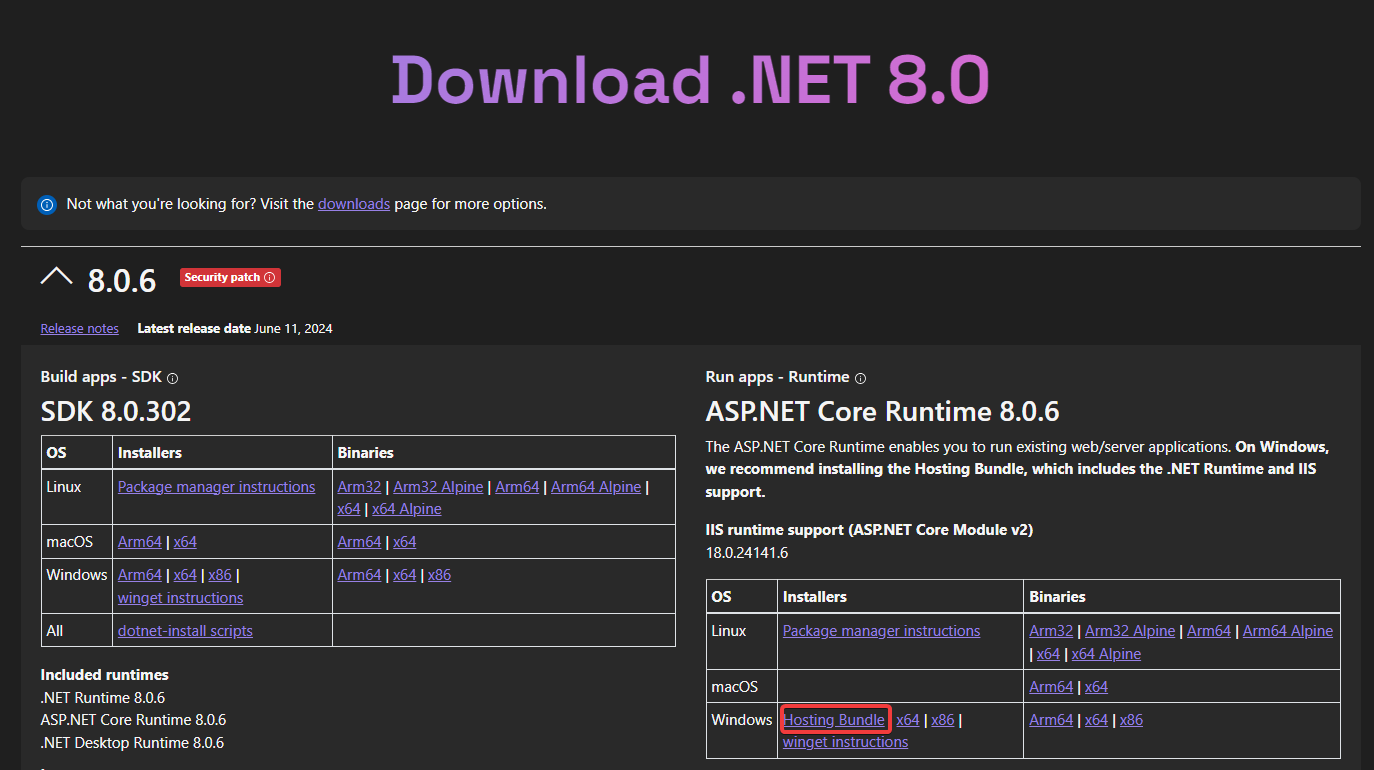 Download .NET 8.0
Not what you're looking for? Visit the downloads page for more options.
8.0.6 Security patch
Release notes Latest release date June 11, 2024
Build apps - SDK
SDK 8.0.302
OS Installers Binaries
Linux Package manager instructions Arm32 | Arm32 Alpine | Arm64 | Arm64 Alpine |
x64 | x64 Alpine
macOS Arm64 | x64 Arm64 | x64
Windows Arm64 | x64 | x86 | Arm64 | x64 | x86
winget instructions
All dotnet-install scripts
Included runtimes
.NET Runtime 8.0.6
ASP.NET Core Runtime 8.0.6
.NET Desktop Runtime 8.0.6
Run apps - Runtime
ASP.NET Core Runtime 8.0.6
The ASP.NET Core Runtime enables you to run existing web/server applications. On Windows,
we recommend installing the Hosting Bundle, which includes the .NET Runtime and IIS
support.
IIS runtime support (ASP.NET Core Module v2)
18.0.24141.6
OS Installers Binaries
Linux Package manager instructions Arm32 | Arm32 Alpine | Arm64 | Arm64 Alpine
| x64 | x64 Alpine
macOS Arm64 | x64
Windows Hosting Bundle x64 | x86 | Arm64 | x64 | x86
winget instructions